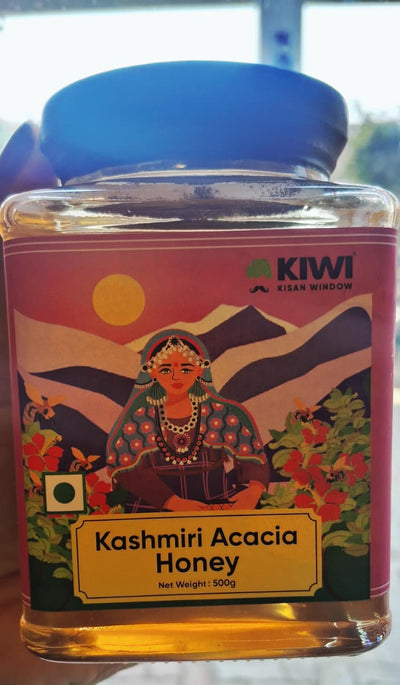 KIWI
KISAN WINDOW
Kashmiri Acacia
Honey
Net Weight : 500g